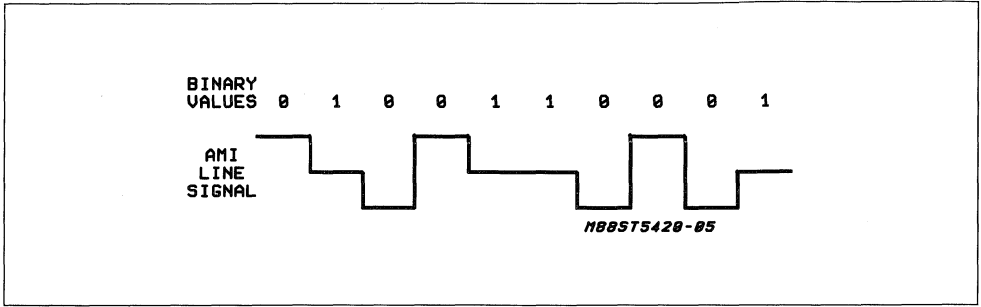 BINARY
VALUES 0 1 0 0 1 1 0 0 0 1
AMI
LINE
SIGNAL
M88ST5420-05